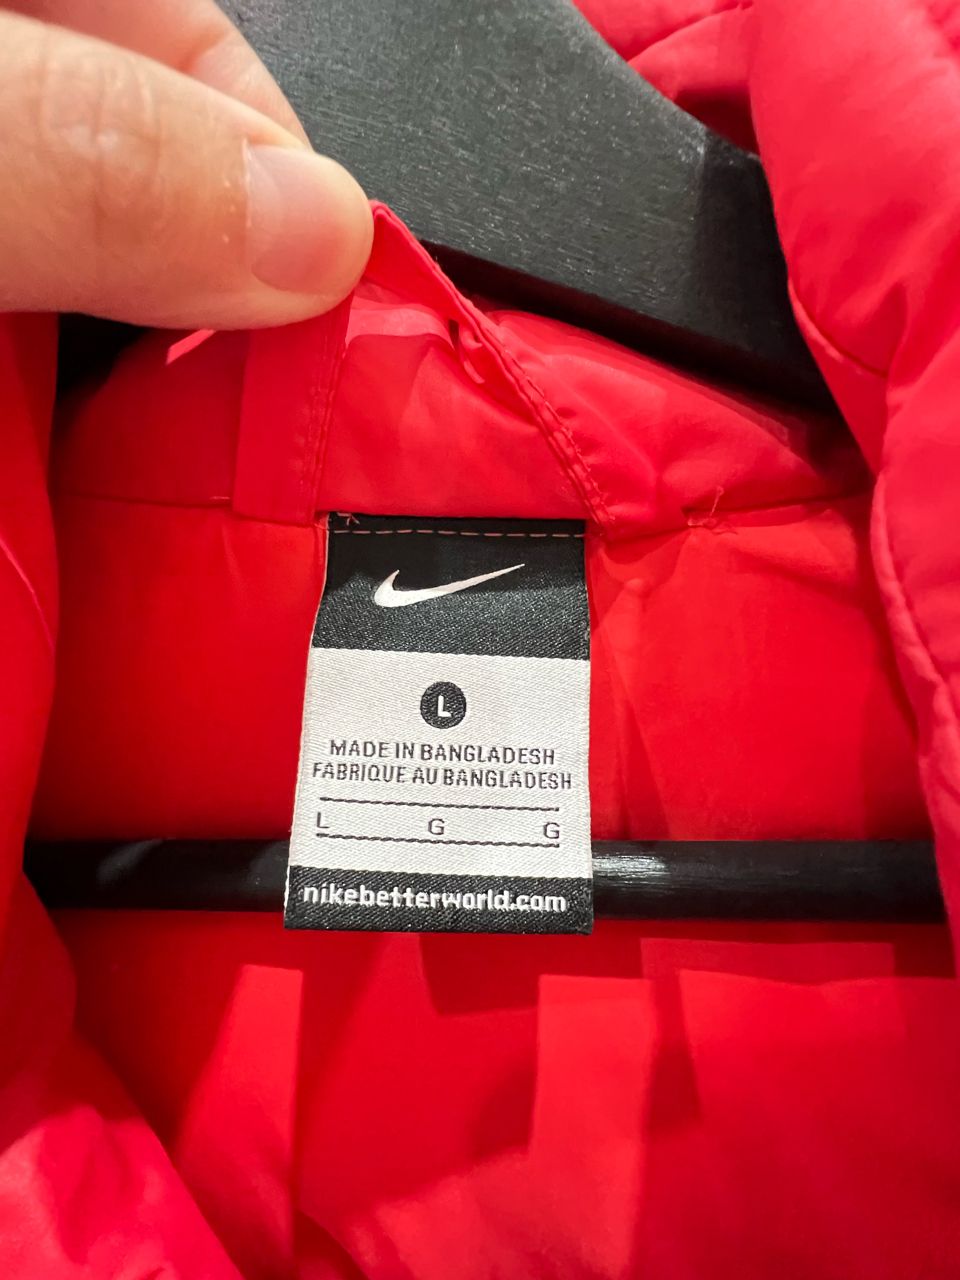 L
MADE IN BANGLADESH
FABRIQUE AU BANGLADESH
L G G
nikebetterworld.com